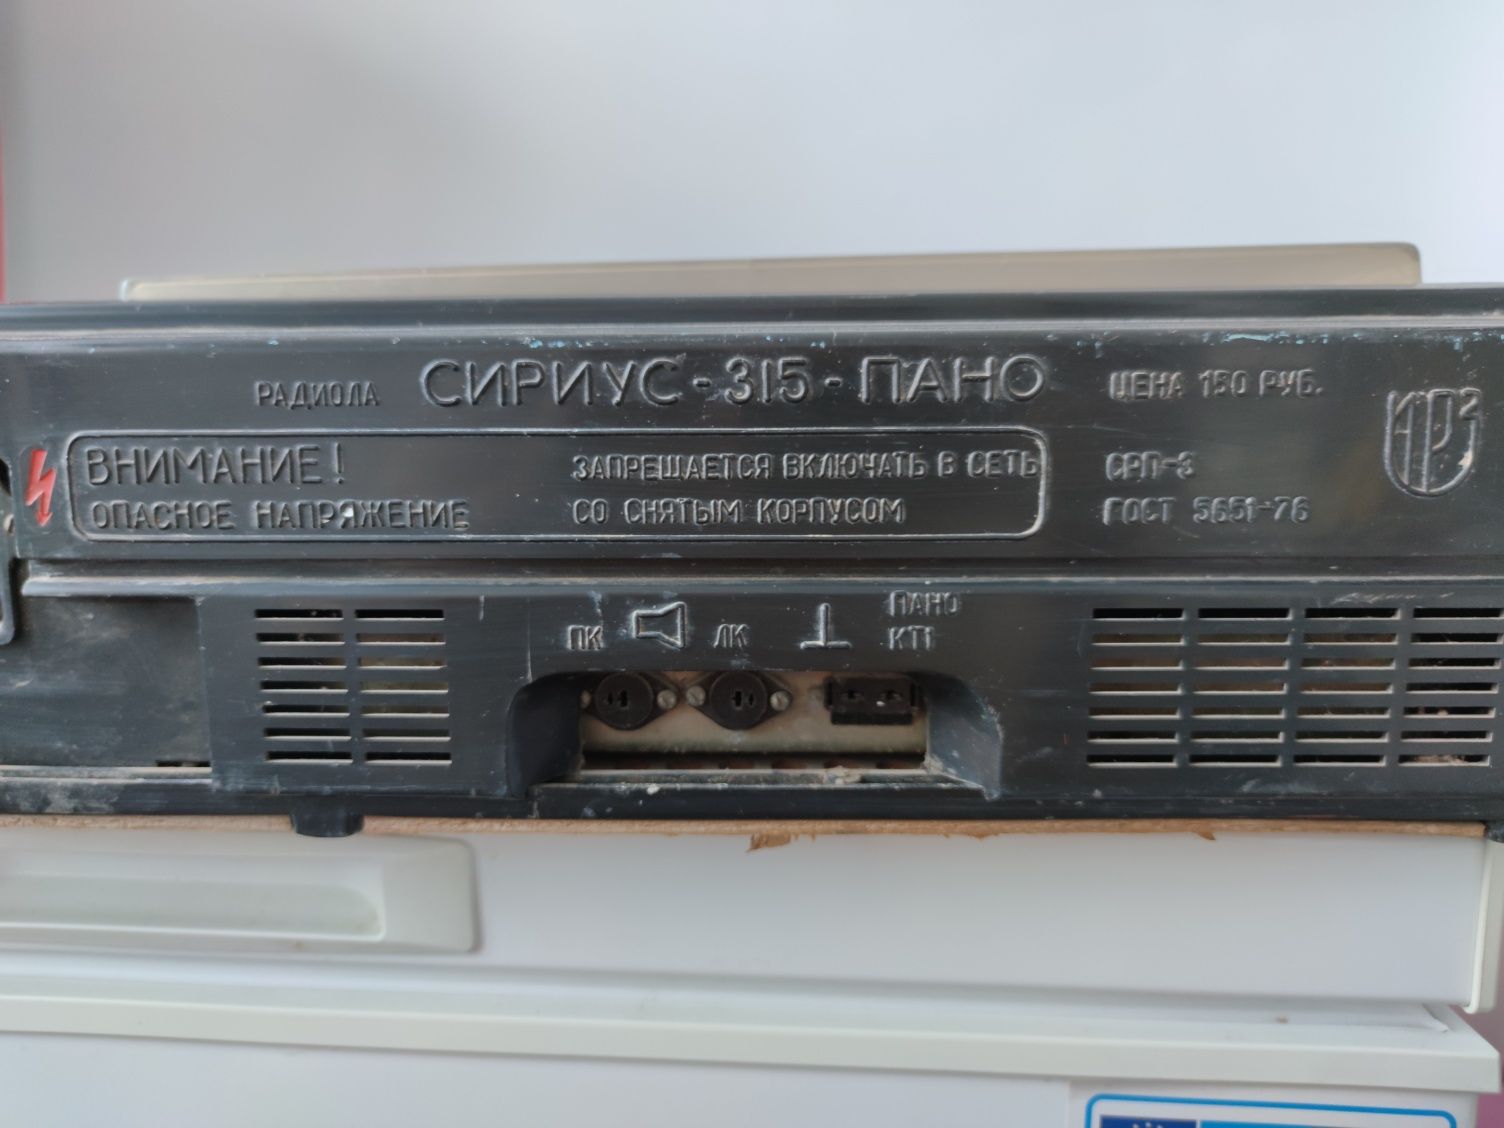 РАДИОЛА СИРИУС-315-ПАНО ЦЕНА 150 РУБ.
ВНИМАНИЕ!
ОПАСНОЕ НАПРЯЖЕНИЕ
ЗАПРЕЩАЕТСЯ ВКЛЮЧАТЬ В СЕТЬ
СО СНЯТЫМ КОРПУСОМ
СРП-3
ГОСТ 5651-76
ПАНО
ПК ЛК КТ1